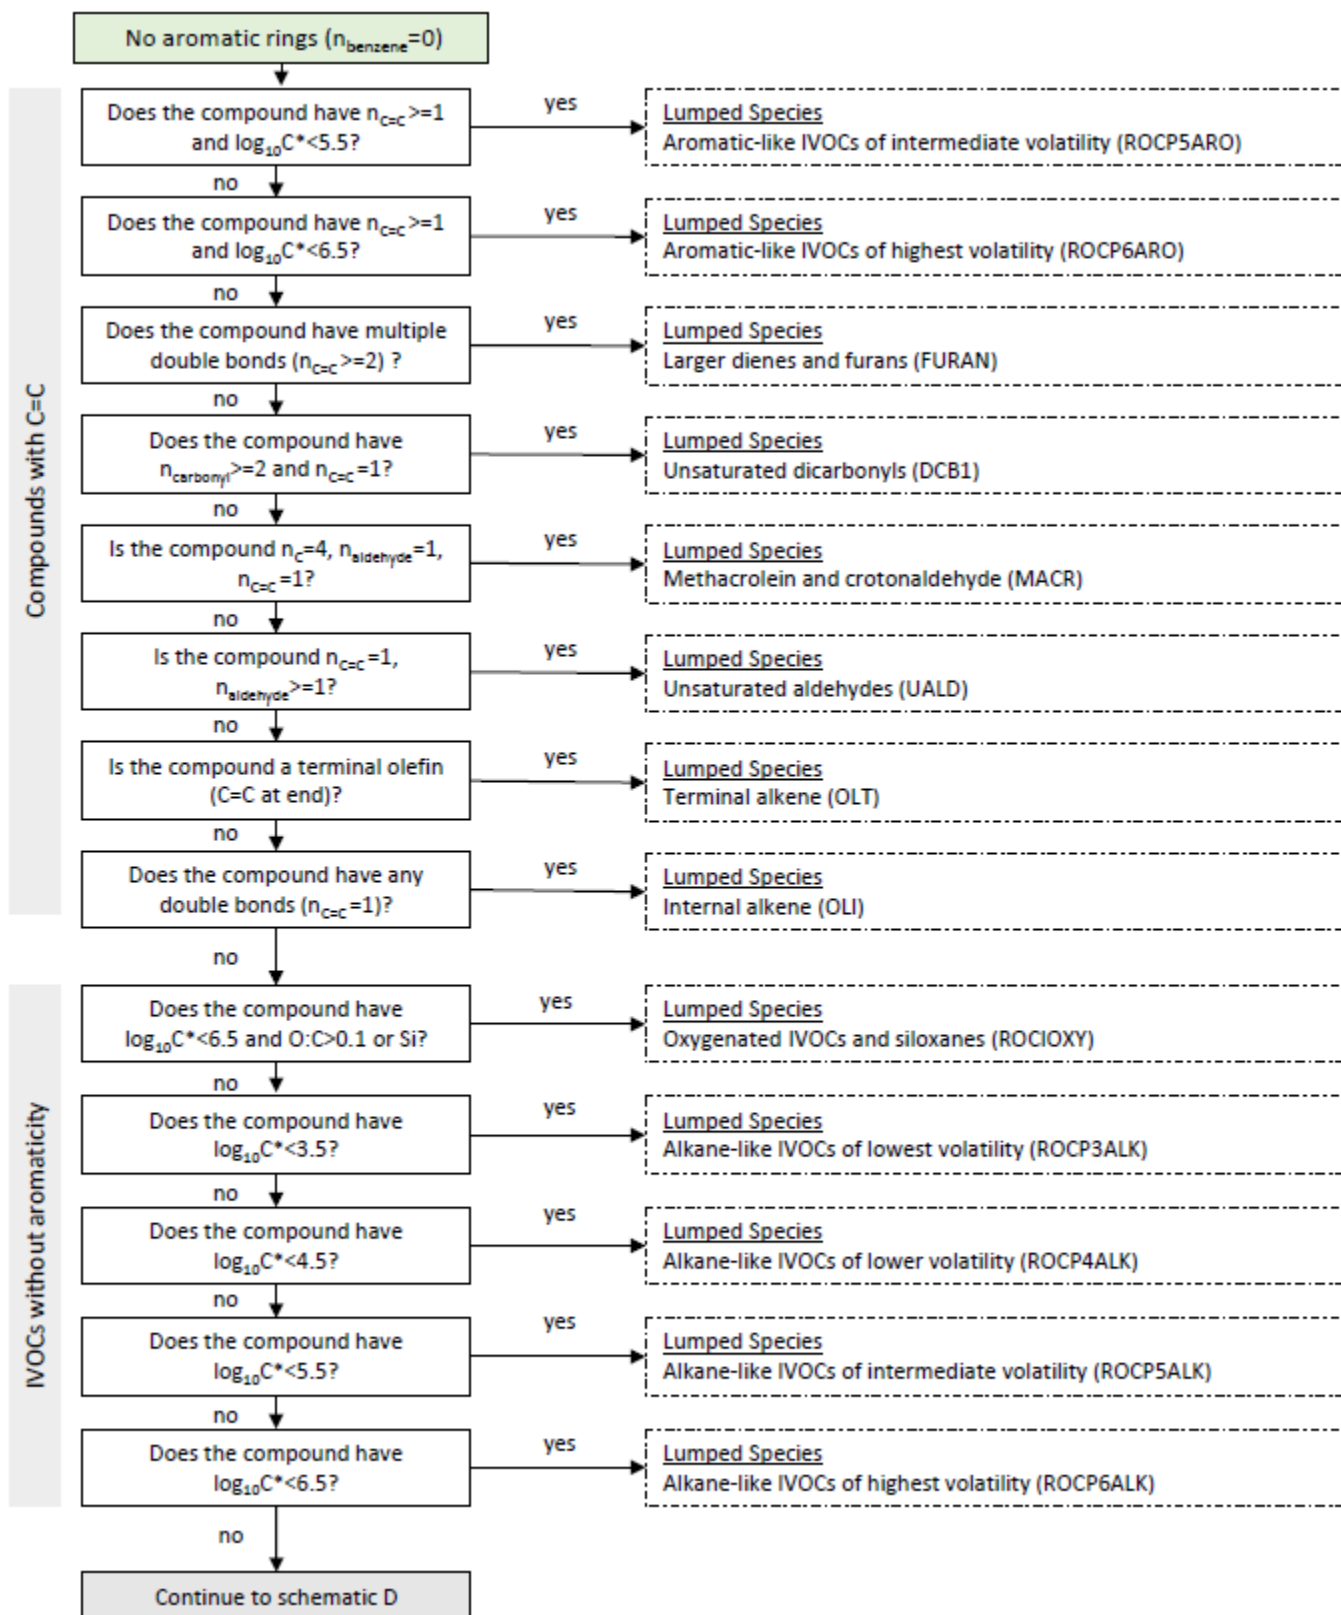 No aromatic rings (nbenzene=0)
Compounds with C=C
Does the compound have nC=C>=1
and log10C*<5.5?
yes
Lumped Species
Aromatic-like IVOCs of intermediate volatility (ROCP5ARO)
no
Does the compound have nC=C>=1
and log10C*<6.5?
yes
Lumped Species
Aromatic-like IVOCs of highest volatility (ROCP6ARO)
no
Does the compound have multiple
double bonds (nC=C>=2) ?
yes
Lumped Species
Larger dienes and furans (FURAN)
no
Does the compound have
ncarbonyl>=2 and nC=C=1?
yes
Lumped Species
Unsaturated dicarbonyls (DCB1)
no
Is the compound nC=4, naldehyde=1,
nC=C=1?
yes
Lumped Species
Methacrolein and crotonaldehyde (MACR)
no
Is the compound nC=C=1,
naldehyde>=1?
yes
Lumped Species
Unsaturated aldehydes (UALD)
no
Is the compound a terminal olefin
(C=C at end)?
yes
Lumped Species
Terminal alkene (OLT)
no
Does the compound have any
double bonds (nC=C=1)?
yes
Lumped Species
Internal alkene (OLI)
no
IVOCs without aromaticity
Does the compound have
log10C*<6.5 and O:C>0.1 or Si?
yes
Lumped Species
Oxygenated IVOCs and siloxanes (ROCIOXY)
no
Does the compound have
log10C*<3.5?
yes
Lumped Species
Alkane-like IVOCs of lowest volatility (ROCP3ALK)
no
Does the compound have
log10C*<4.5?
yes
Lumped Species
Alkane-like IVOCs of lower volatility (ROCP4ALK)
no
Does the compound have
log10C*<5.5?
yes
Lumped Species
Alkane-like IVOCs of intermediate volatility (ROCP5ALK)
no
Does the compound have
log10C*<6.5?
yes
Lumped Species
Alkane-like IVOCs of highest volatility (ROCP6ALK)
no
Continue to schematic D